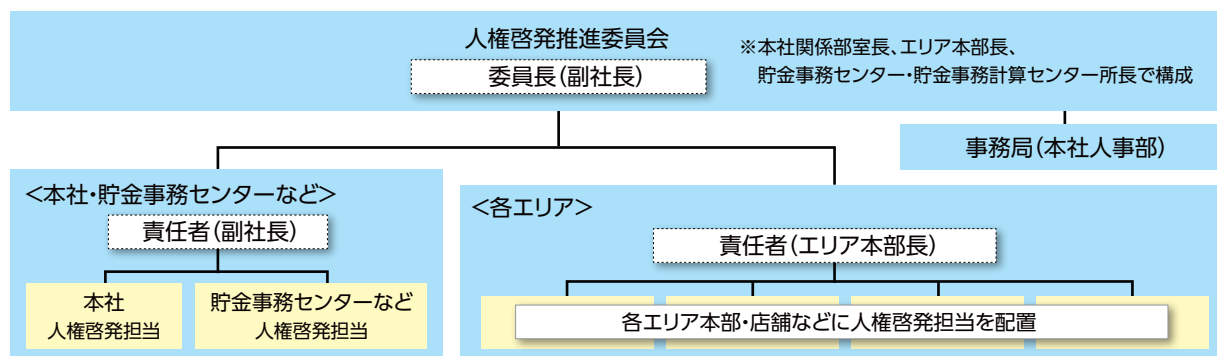 人権啓発推進委員会
委員長(副社長)
※本社関係部室長、エリア本部長、
貯金事務センター・貯金事務計算センター所長で構成
事務局(本社人事部)
<本社・貯金事務センターなど>
責任者(副社長)
本社
人権啓発担当
貯金事務センターなど
人権啓発担当
<各エリア>
責任者(エリア本部長)
各エリア本部・店舗などに人権啓発担当を配置